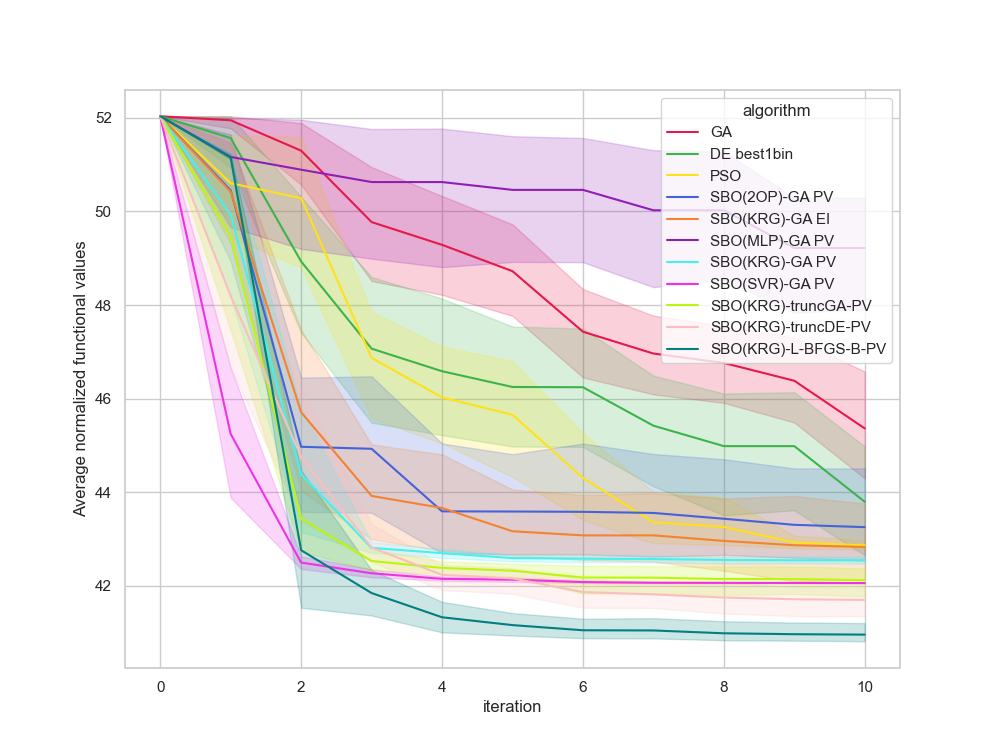 algorithm
GA
DE best1bin
PSO
SBO(2OP)-GA PV
SBO(KRG)-GA EI
SBO(MLP)-GA PV
SBO(KRG)-GA PV
SBO(SVR)-GA PV
SBO(KRG)-truncGA-PV
SBO(KRG)-truncDE-PV
SBO(KRG)-L-BFGS-B-PV
Average normalized functional values
52
50
48
46
44
42
0 2 4 6 8 10
iteration